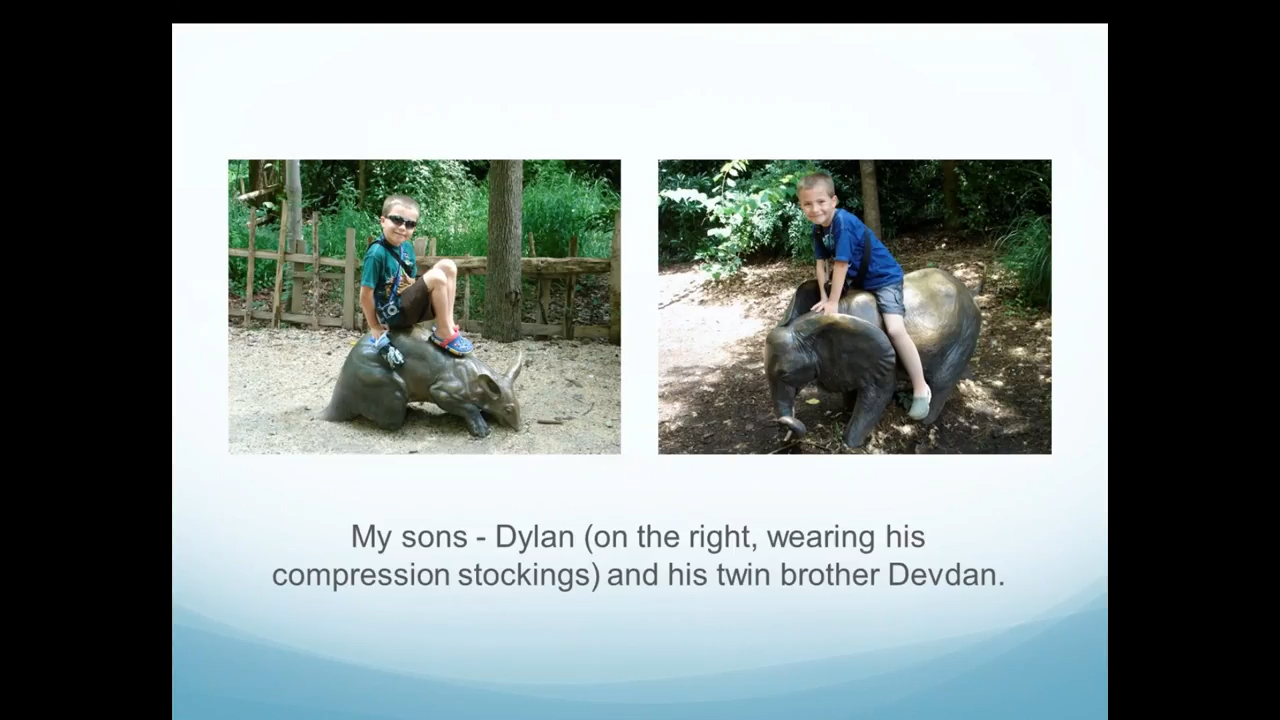 My sons - Dylan (on the right, wearing his
compression stockings) and his twin brother Devdan.